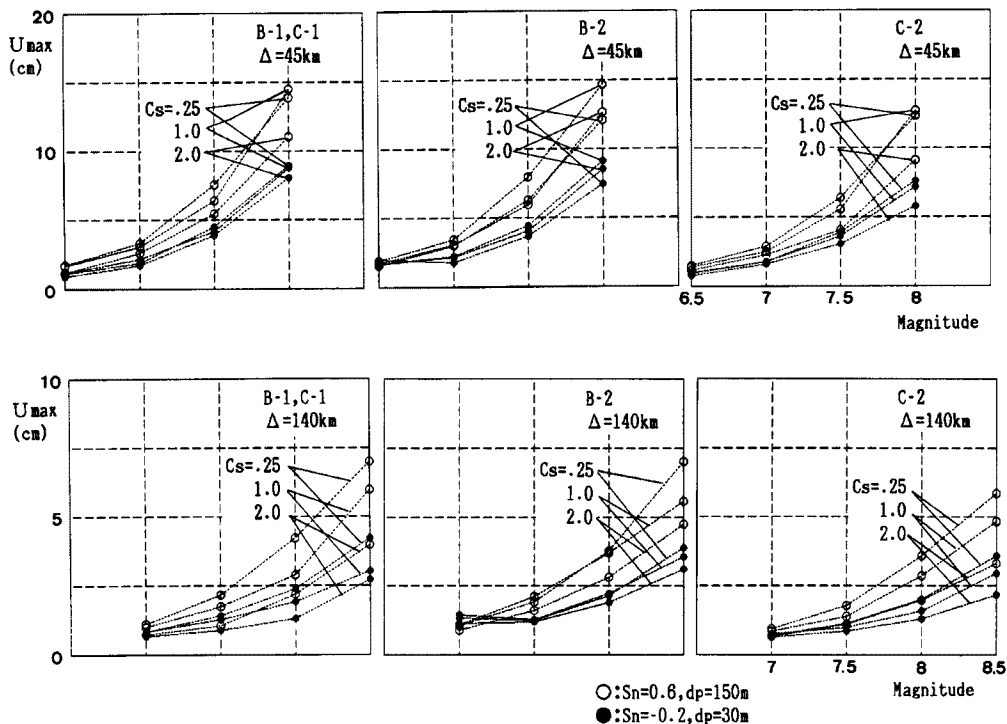 20
Umax
(cm)
10
0
B-1,C-1
Δ=45km
Cs=.25
1.0
2.0
B-2
Δ=45km
Cs=.25
1.0
2.0
C-2
Δ=45km
Cs=.25
1.0
2.0
6.5 7 7.5 8
Magnitude
10
Umax
(cm)
5
0
B-1,C-1
Δ=140km
Cs=.25
1.0
2.0
B-2
Δ=140km
Cs=.25
1.0
2.0
C-2
Δ=140km
Cs=.25
1.0
2.0
7 7.5 8 8.5
Magnitude
○:Sn=0.6,dp=150m
●:Sn=-0.2,dp=30m